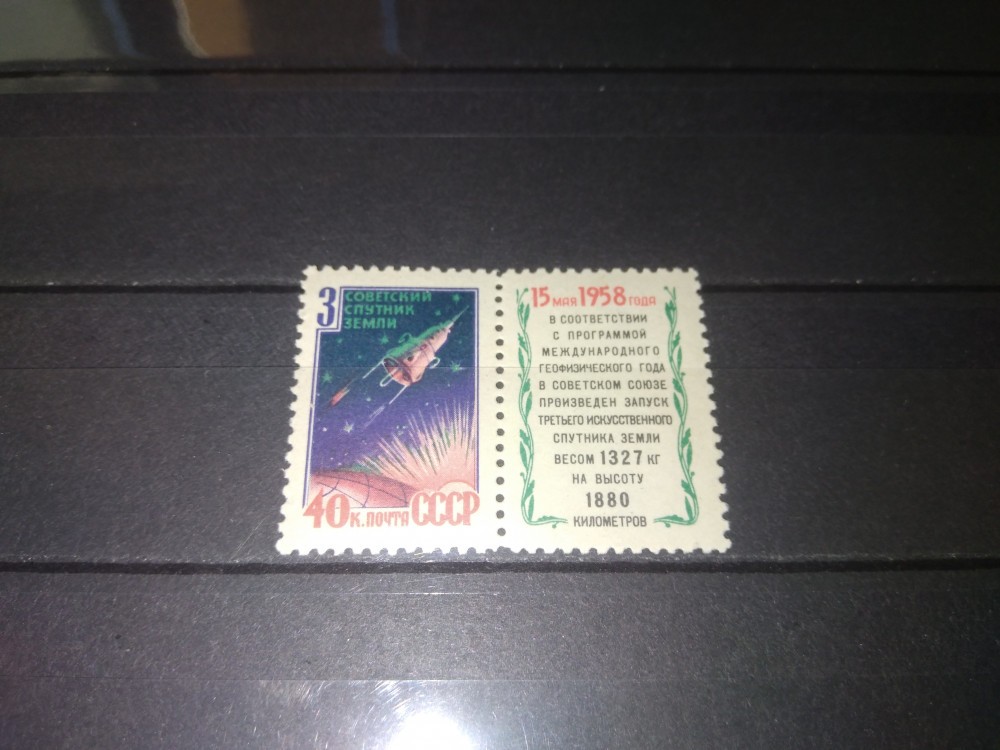 3 СОВЕТСКИЙ
СПУТНИК
ЗЕМЛИ
40 К. ПОЧТА СССР
15 МАЯ 1958 ГОДА
В СООТВЕТСТВИИ
С ПРОГРАММОЙ
МЕЖДУНАРОДНОГО
ГЕОФИЗИЧЕСКОГО ГОДА
В СОВЕТСКОМ СОЮЗЕ
ПРОИЗВЕДЕН ЗАПУСК
ТРЕТЬЕГО ИСКУССТВЕННОГО
СПУТНИКА ЗЕМЛИ
ВЕСОМ 1327 КГ
НА ВЫСОТУ
1880
КИЛОМЕТРОВ